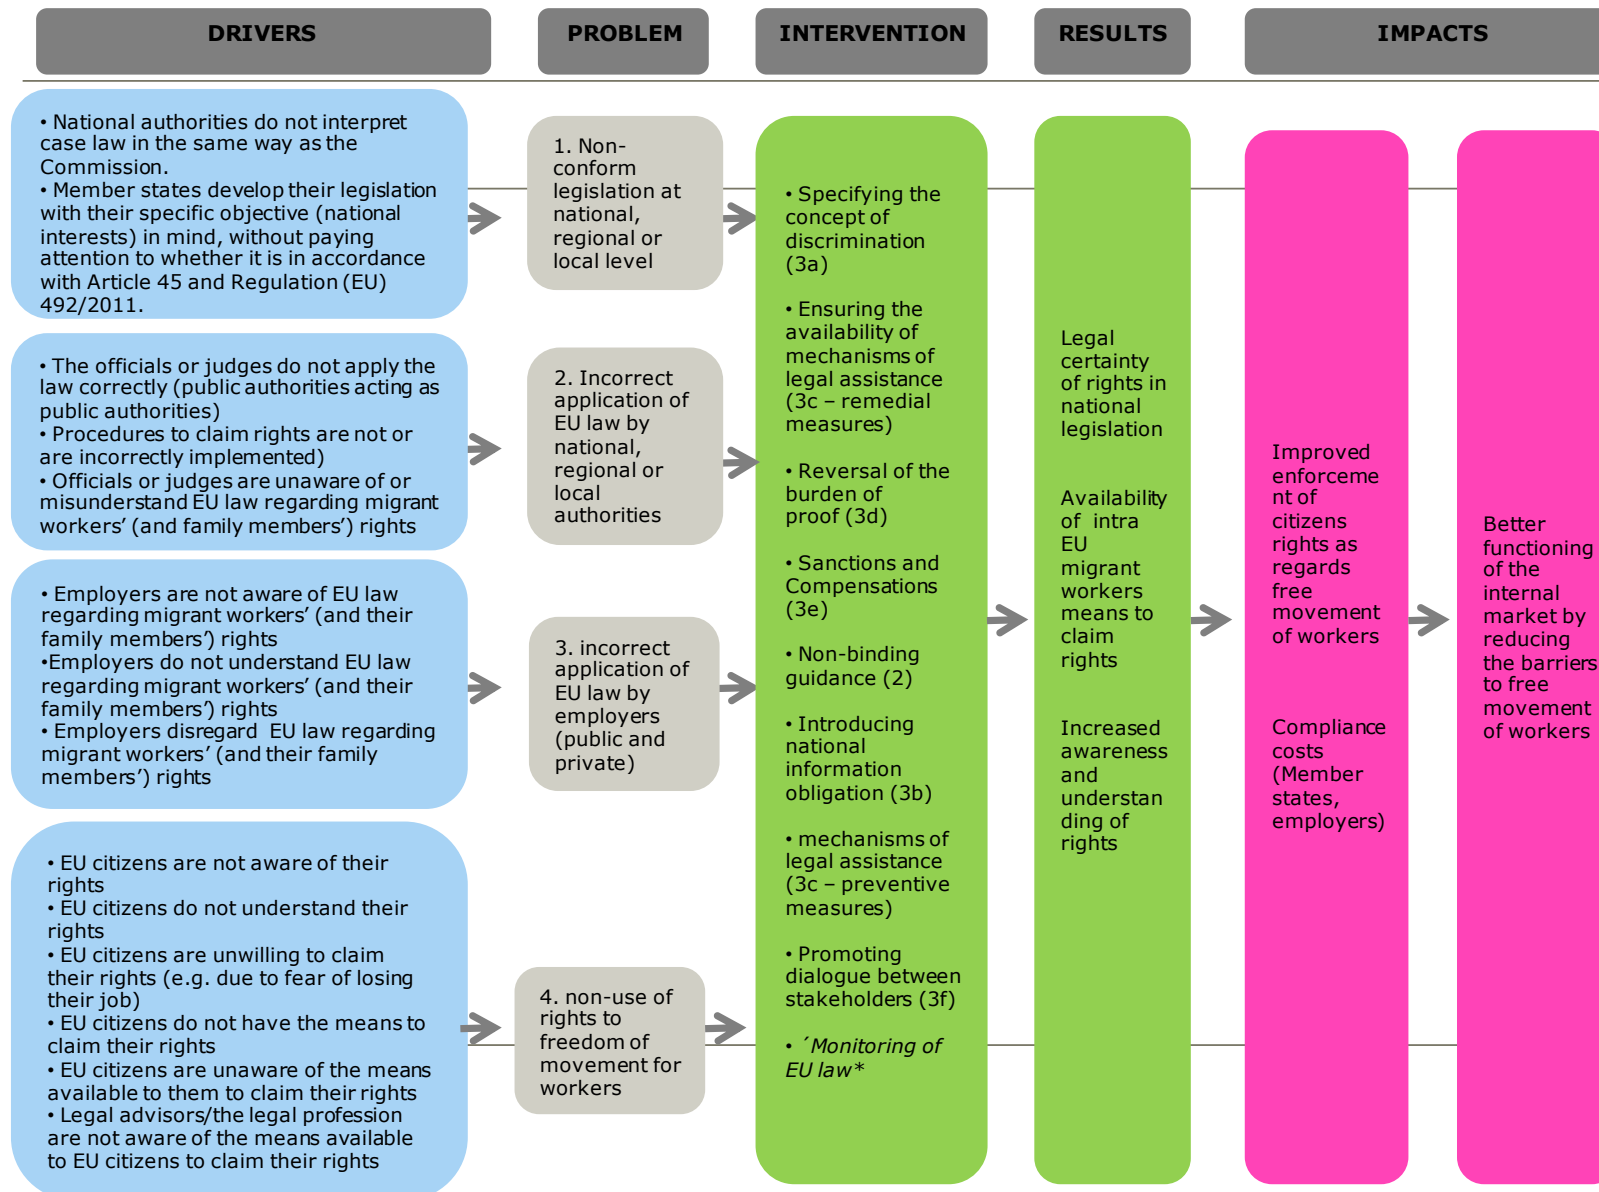 DRIVERS
PROBLEM
INTERVENTION
RESULTS
IMPACTS
• National authorities do not interpret
case law in the same way as the
Commission.
• Member states develop their legislation
with their specific objective (national
interests) in mind, without paying
attention to whether it is in accordance
with Article 45 and Regulation (EU)
492/2011.
• The officials or judges do not apply the
law correctly (public authorities acting as
public authorities)
• Procedures to claim rights are not or
are incorrectly implemented)
• Officials or judges are unaware of or
misunderstand EU law regarding migrant
workers’ (and family members’) rights
• Employers are not aware of EU law
regarding migrant workers’ (and their
family members’) rights
•Employers do not understand EU law
regarding migrant workers’ (and their
family members’) rights
• Employers disregard EU law regarding
migrant workers’ (and their family
members’) rights
• EU citizens are not aware of their
rights
• EU citizens do not understand their
rights
• EU citizens are unwilling to claim
their rights (e.g. due to fear of losing
their job)
• EU citizens do not have the means to
claim their rights
• EU citizens are unaware of the means
available to them to claim their rights
• Legal advisors/the legal profession
are not aware of the means available
to EU citizens to claim their rights
1. Non-
conform
legislation at
national,
regional or
local level
2. Incorrect
application of
EU law by
national,
regional or
local
authorities
3. incorrect
application of
EU law by
employers
(public and
private)
4. non-use of
rights to
freedom of
movement for
workers
• Specifying the
concept of
discrimination
(3a)
• Ensuring the
availability of
mechanisms of
legal assistance
(3c – remedial
measures)
• Reversal of the
burden of
proof (3d)
• Sanctions and
Compensations
(3e)
• Non-binding
guidance (2)
• Introducing
national
information
obligation (3b)
• mechanisms of
legal assistance
(3c – preventive
measures)
• Promoting
dialogue between
stakeholders (3f)
• ´Monitoring of
EU law*
Legal
certainty
of rights in
national
legislation
Availability
of intra
EU
migrant
workers
means to
claim
rights
Increased
awareness
and
understan
ding of
rights
Improved
enforceme
nt of
citizens
rights as
regards
free
movement
of workers
Compliance
costs
(Member
states,
employers)
Better
functioning
of the
internal
market by
reducing
the barriers
to free
movement
of workers